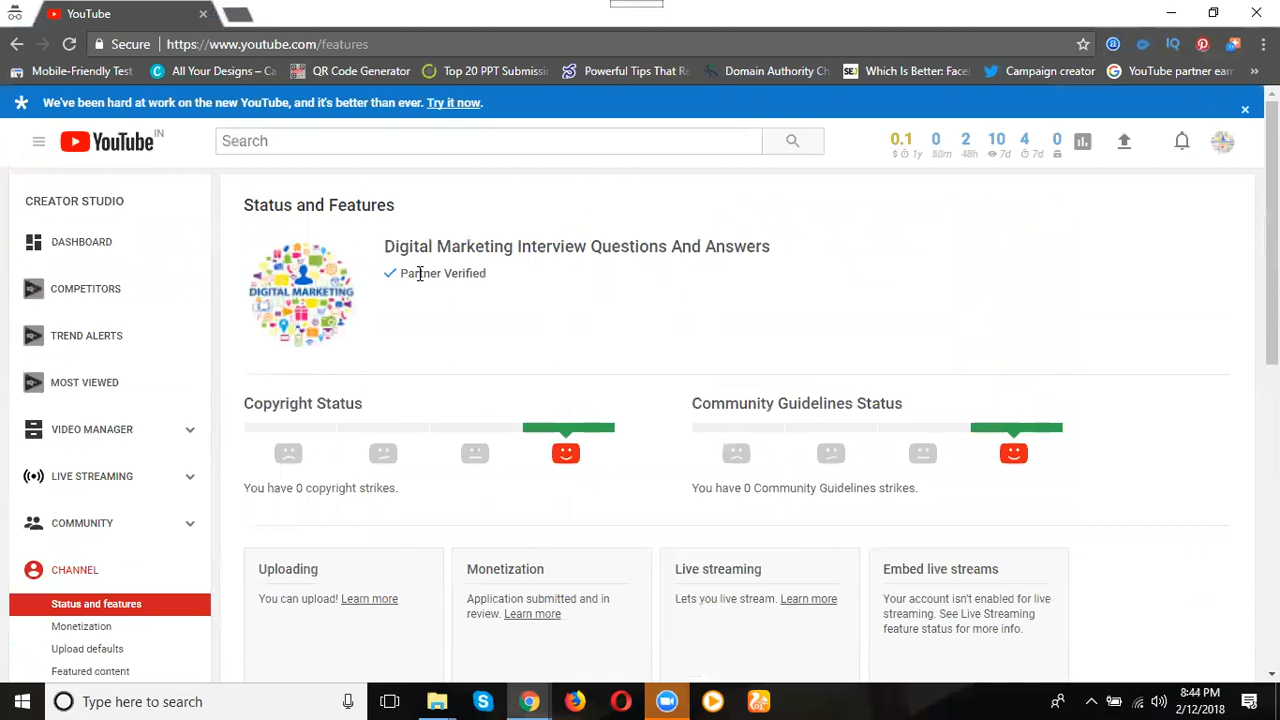 YouTube
Secure
https://www.youtube.com/features
Mobile-Friendly Test
All Your Designs – Ca
QR Code Generator
Top 20 PPT Submissio
Powerful Tips That Re
Domain Authority Ch
Which Is Better: Face
Campaign creator
YouTube partner earn
We've been hard at work on the new YouTube, and it's better than ever. Try it now.
YouTube IN
Search
0.1 0 2 10 4 0
1y 60m 48h 7d 7d
CREATOR STUDIO
DASHBOARD
COMPETITORS
TREND ALERTS
MOST VIEWED
VIDEO MANAGER
LIVE STREAMING
COMMUNITY
CHANNEL
Status and features
Monetization
Upload defaults
Featured content
Status and Features
DIGITAL MARKETING
Digital Marketing Interview Questions And Answers
Partner Verified
Copyright Status
You have 0 copyright strikes.
Community Guidelines Status
You have 0 Community Guidelines strikes.
Uploading
You can upload! Learn more
Monetization
Application submitted and in
review. Learn more
Live streaming
Lets you live stream. Learn more
Embed live streams
Your account isn't enabled for live
streaming. See Live Streaming
feature status for more info.
Type here to search
8:44 PM
2/12/2018